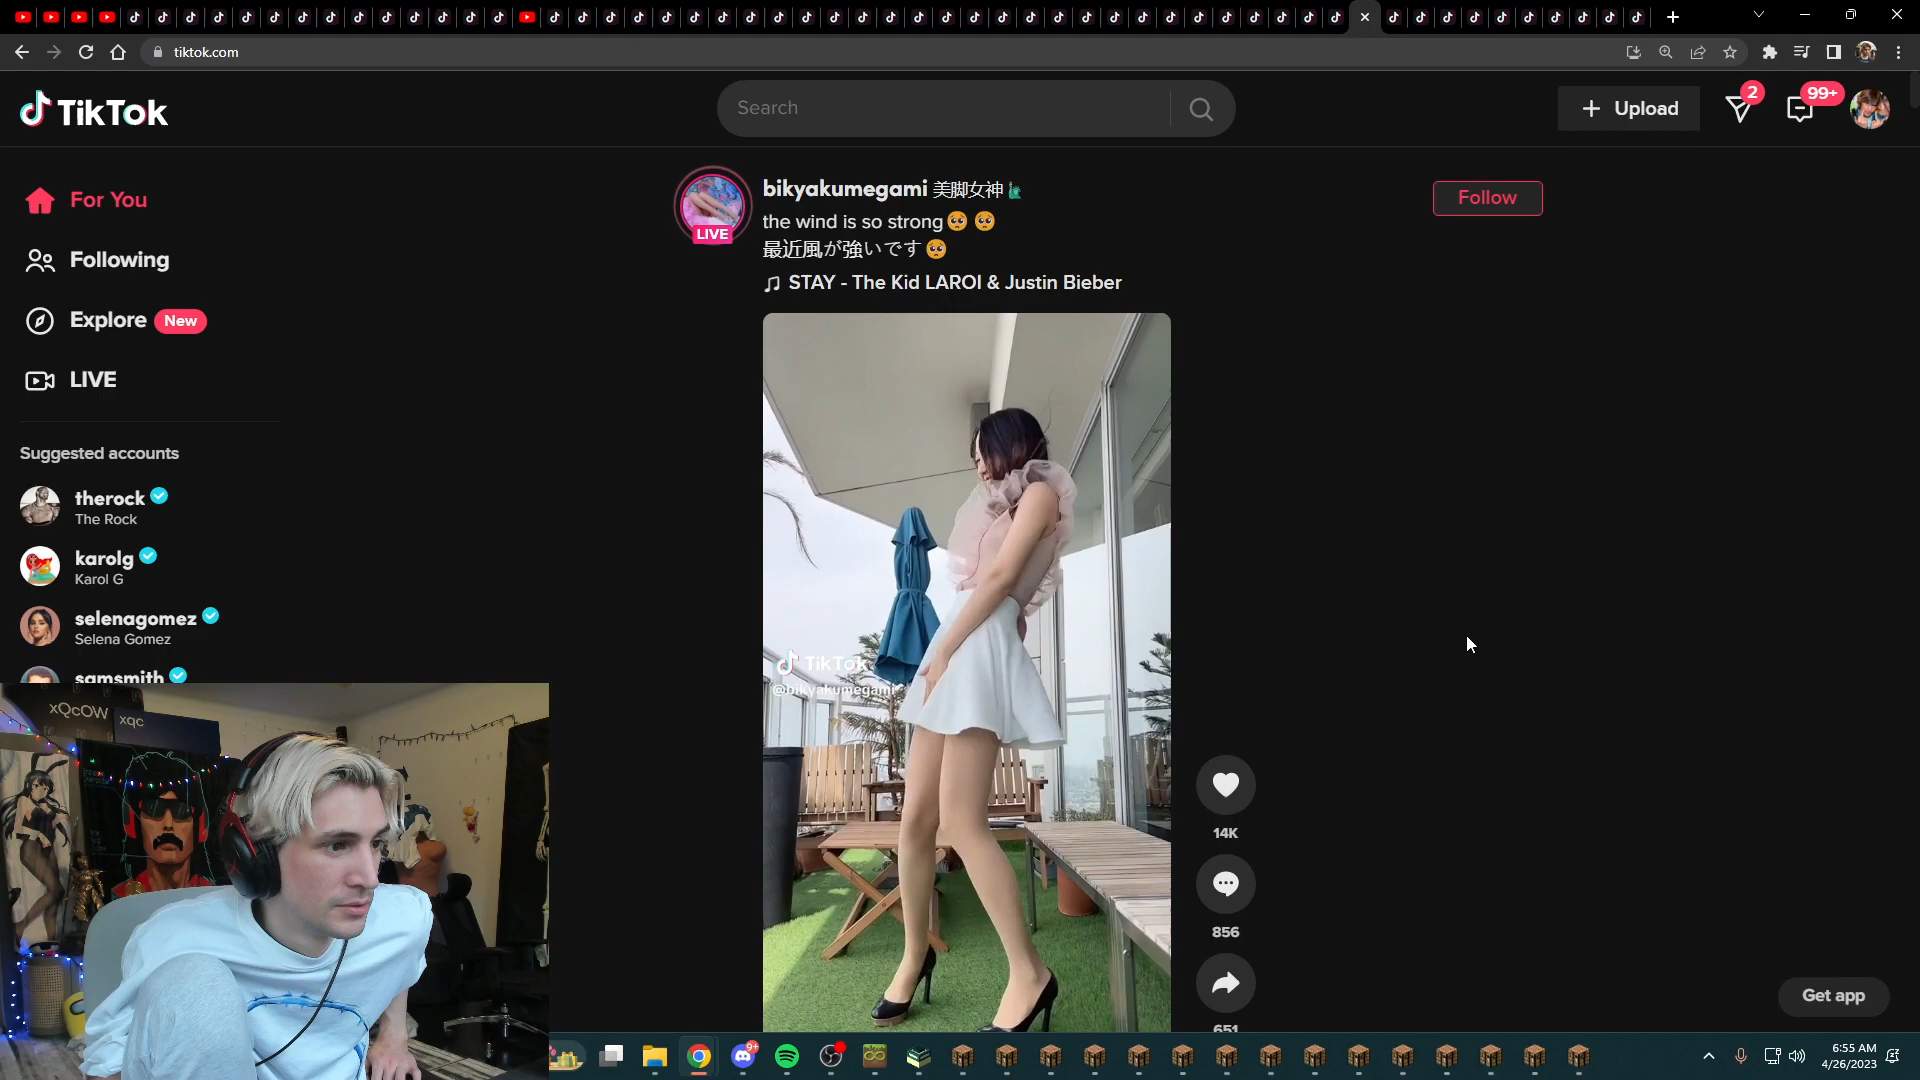 tiktok.com
TikTok
Search
Upload
2
99+
For You
Following
Explore New
LIVE
Suggested accounts
therock
The Rock
karolg
Karol G
selenagomez
Selena Gomez
samsmith
LIVE
bikyakumegami 美脚女神
the wind is so strong
最近風が強いです
STAY - The Kid LAROI & Justin Bieber
Follow
TikTok
@bikyakumegami
14K
856
651
Get app
xQcOW
xqc
9+
6:55 AM
4/26/2023